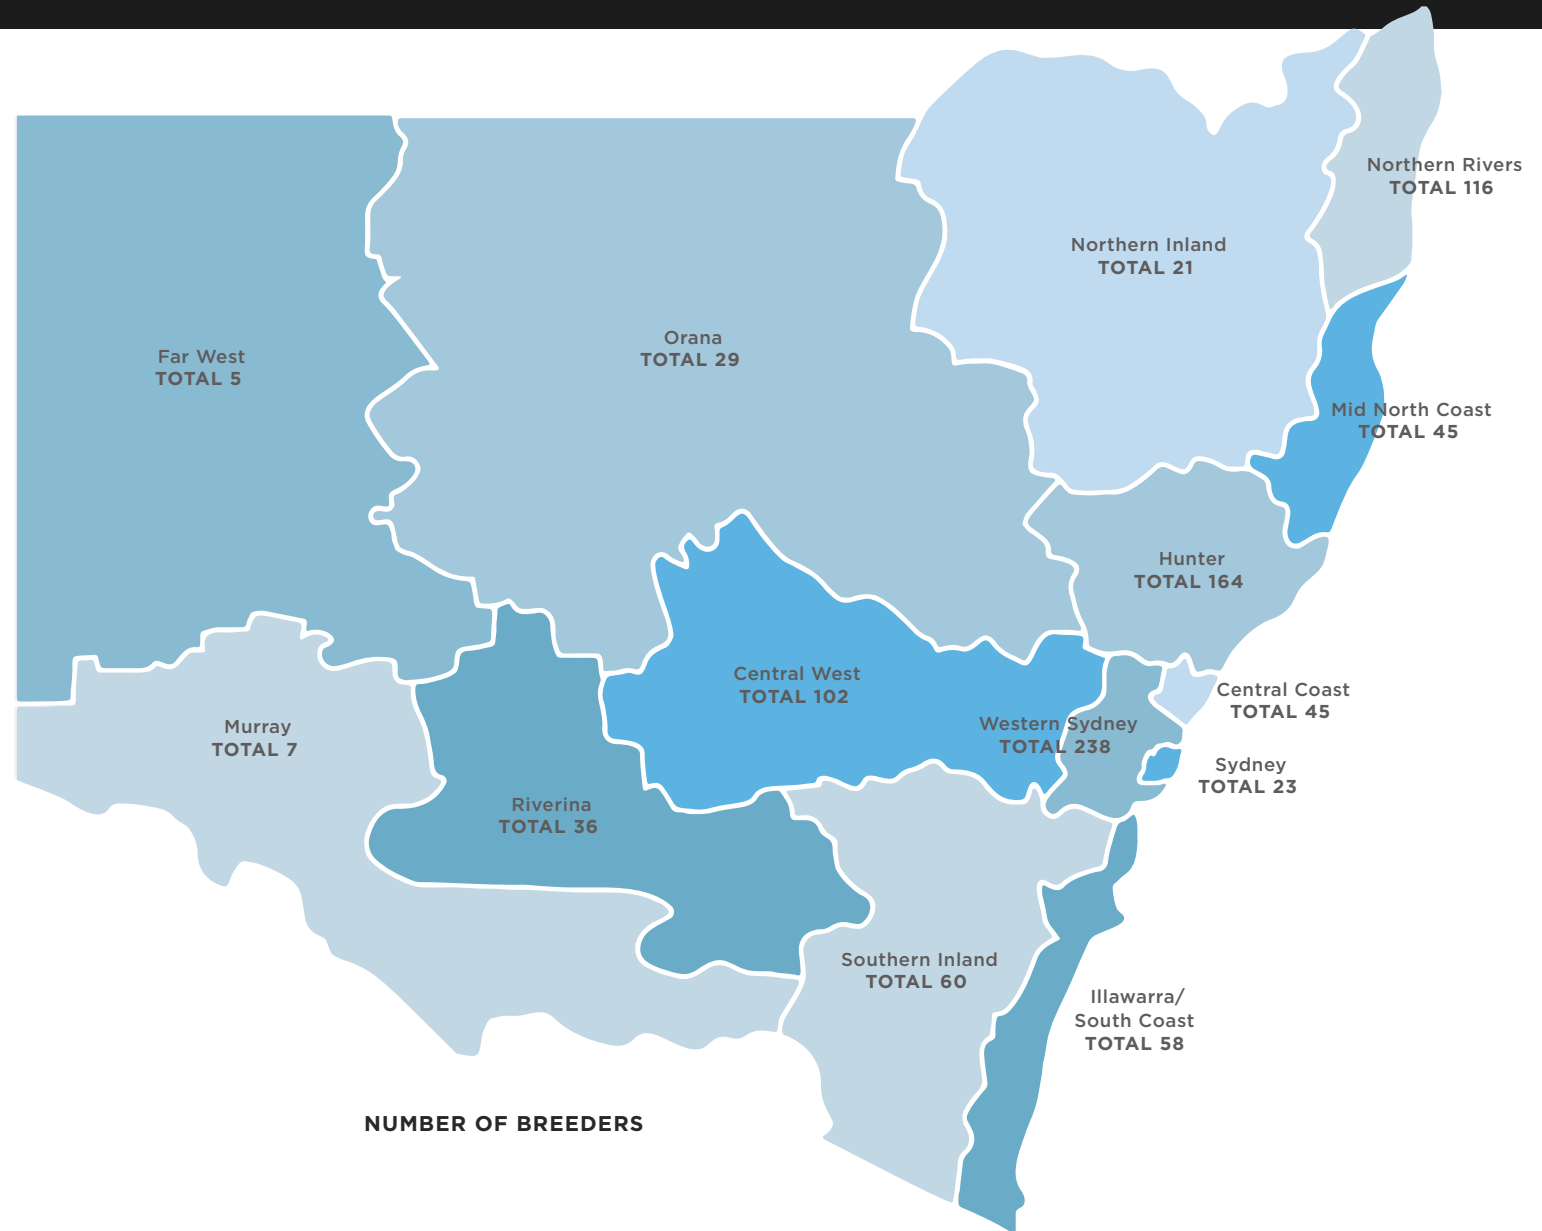 Northern Rivers
TOTAL 116
Northern Inland
TOTAL 21
Orana
TOTAL 29
Far West
TOTAL 5
Mid North Coast
TOTAL 45
Hunter
TOTAL 164
Central West
TOTAL 102
Central Coast
TOTAL 45
Western Sydney
TOTAL 238
Murray
TOTAL 7
Sydney
TOTAL 23
Riverina
TOTAL 36
Southern Inland
TOTAL 60
Illawarra/
South Coast
TOTAL 58
NUMBER OF BREEDERS